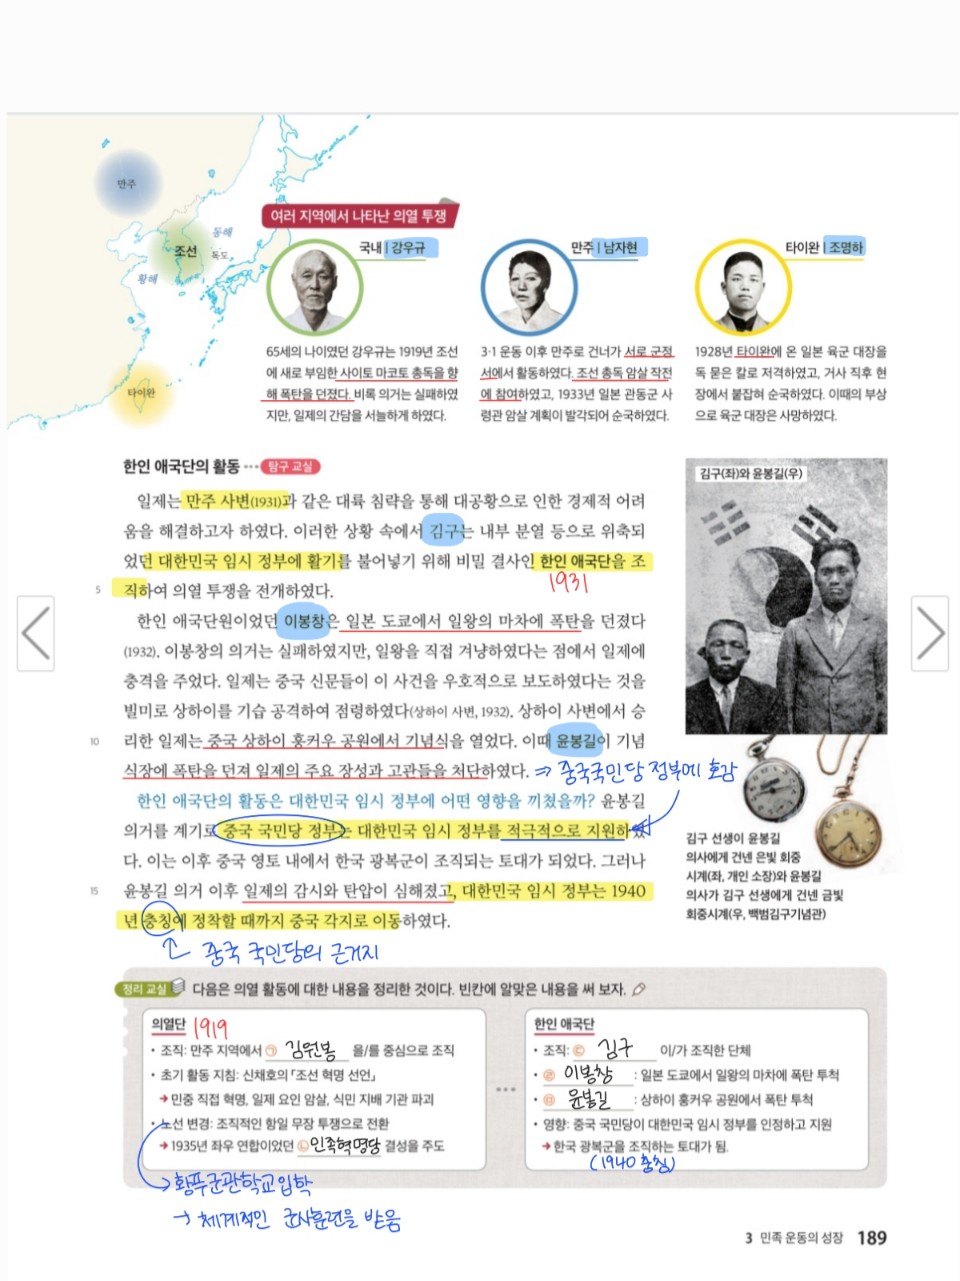 만주
조선
동해
독도
황해
타이완
여러 지역에서 나타난 의열 투쟁
국내 | 강우규
65세의 나이였던 강우규는 1919년 조선
에 새로 부임한 사이토 마코토 총독을 향
해 폭탄을 던졌다. 비록 의거는 실패하였
지만, 일제의 간담을 서늘하게 하였다.
만주 | 남자현
3·1 운동 이후 만주로 건너가 서로 군정
서에서 활동하였다. 조선 총독 암살 작전
에 참여하였고, 1933년 일본 관동군 사
령관 암살 계획이 발각되어 순국하였다.
타이완 | 조명하
1928년 타이완에 온 일본 육군 대장을
독 묻은 칼로 저격하였고, 거사 직후 현
장에서 붙잡혀 순국하였다. 이때의 부상
으로 육군 대장은 사망하였다.
한인 애국단의 활동 ••• 탐구 교실
일제는 만주 사변(1931)과 같은 대륙 침략을 통해 대공황으로 인한 경제적 어려
움을 해결하고자 하였다. 이러한 상황 속에서 김구는 내부 분열 등으로 위축되
었던 대한민국 임시 정부에 활기를 불어넣기 위해 비밀 결사인 한인 애국단을 조
5 직하여 의열 투쟁을 전개하였다.
1931
한인 애국단원이었던 이봉창은 일본 도쿄에서 일왕의 마차에 폭탄을 던졌다
(1932). 이봉창의 의거는 실패하였지만, 일왕을 직접 겨냥하였다는 점에서 일제에
충격을 주었다. 일제는 중국 신문들이 이 사건을 우호적으로 보도하였다는 것을
빌미로 상하이를 기습 공격하여 점령하였다(상하이 사변, 1932). 상하이 사변에서 승
10 리한 일제는 중국 상하이 훙커우 공원에서 기념식을 열었다. 이때 윤봉길이 기념
식장에 폭탄을 던져 일제의 주요 장성과 고관들을 처단하였다. ⇒ 중국국민당 정부에 호감
한인 애국단의 활동은 대한민국 임시 정부에 어떤 영향을 끼쳤을까? 윤봉길
의거를 계기로 중국 국민당 정부는 대한민국 임시 정부를 적극적으로 지원하였
다. 이는 이후 중국 영토 내에서 한국 광복군이 조직되는 토대가 되었다. 그러나
15 윤봉길 의거 이후 일제의 감시와 탄압이 심해졌고, 대한민국 임시 정부는 1940
년 충칭에 정착할 때까지 중국 각지로 이동하였다.
중국 국민당의 근거지
김구(좌)와 윤봉길(우)
김구 선생이 윤봉길
의사에게 건넨 은빛 회중
시계(좌, 개인 소장)와 윤봉길
의사가 김구 선생에게 건넨 금빛
회중시계(우, 백범김구기념관)
정리 교실 다음은 의열 활동에 대한 내용을 정리한 것이다. 빈칸에 알맞은 내용을 써 보자.
의열단 1919
• 조직: 만주 지역에서 ㉠ 김원봉 을/를 중심으로 조직
• 초기 활동 지침: 신채호의 「조선 혁명 선언」
→ 민중 직접 혁명, 일제 요인 암살, 식민 지배 기관 파괴
• 노선 변경: 조직적인 항일 무장 투쟁으로 전환
→ 1935년 좌우 연합이었던 ㉡ 민족혁명당 결성을 주도
→ 황푸군관학교 입학
→ 체계적인 군사훈련을 받음
한인 애국단
• 조직: ㉢ 김구 이/가 조직한 단체
• ㉣ 이봉창 : 일본 도쿄에서 일왕의 마차에 폭탄 투척
• ㉤ 윤봉길 : 상하이 훙커우 공원에서 폭탄 투척
• 영향: 중국 국민당이 대한민국 임시 정부를 인정하고 지원
→ 한국 광복군을 조직하는 토대가 됨.
(1940 충칭)
3 민족 운동의 성장 189